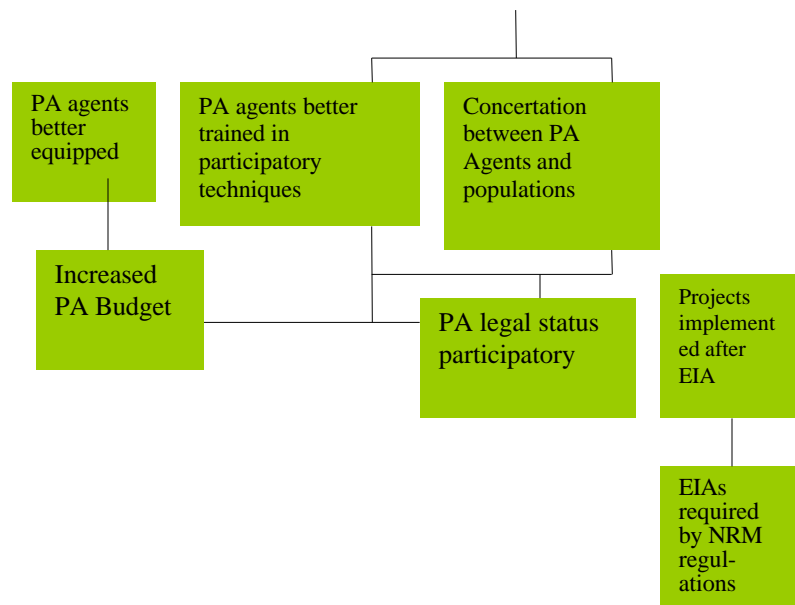 PA agents
better
equipped
PA agents better
trained in
participatory
techniques
Concertation
between PA
Agents and
populations
Increased
PA Budget
PA legal status
participatory
Projects
implement
ed after
EIA
EIAs
required
by NRM
regul-
ations